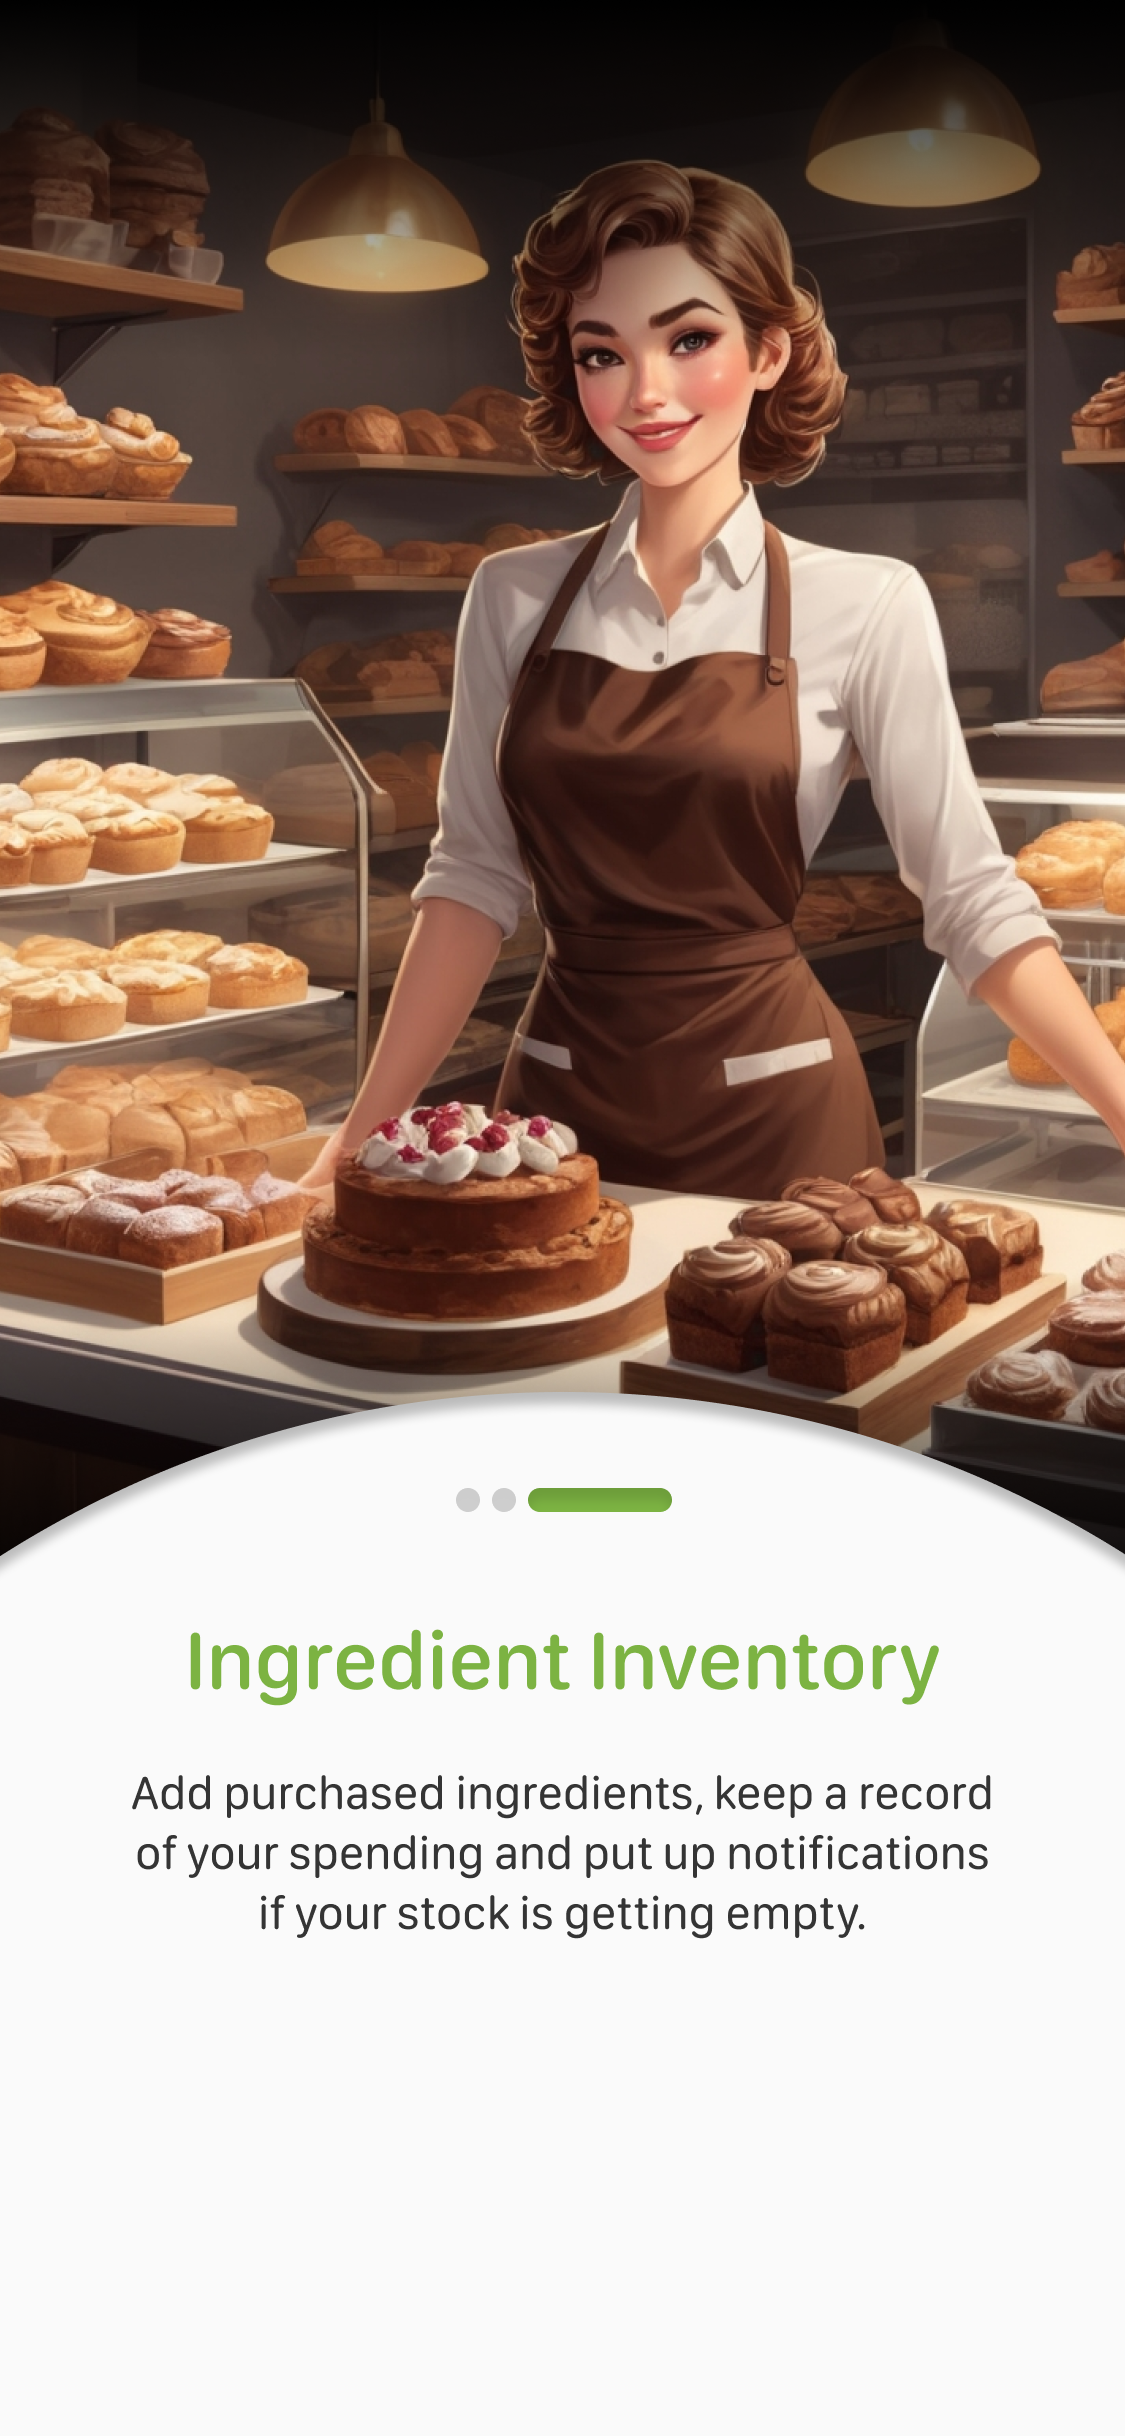 Ingredient Inventory
Add purchased ingredients, keep a record
of your spending and put up notifications
if your stock is getting empty.